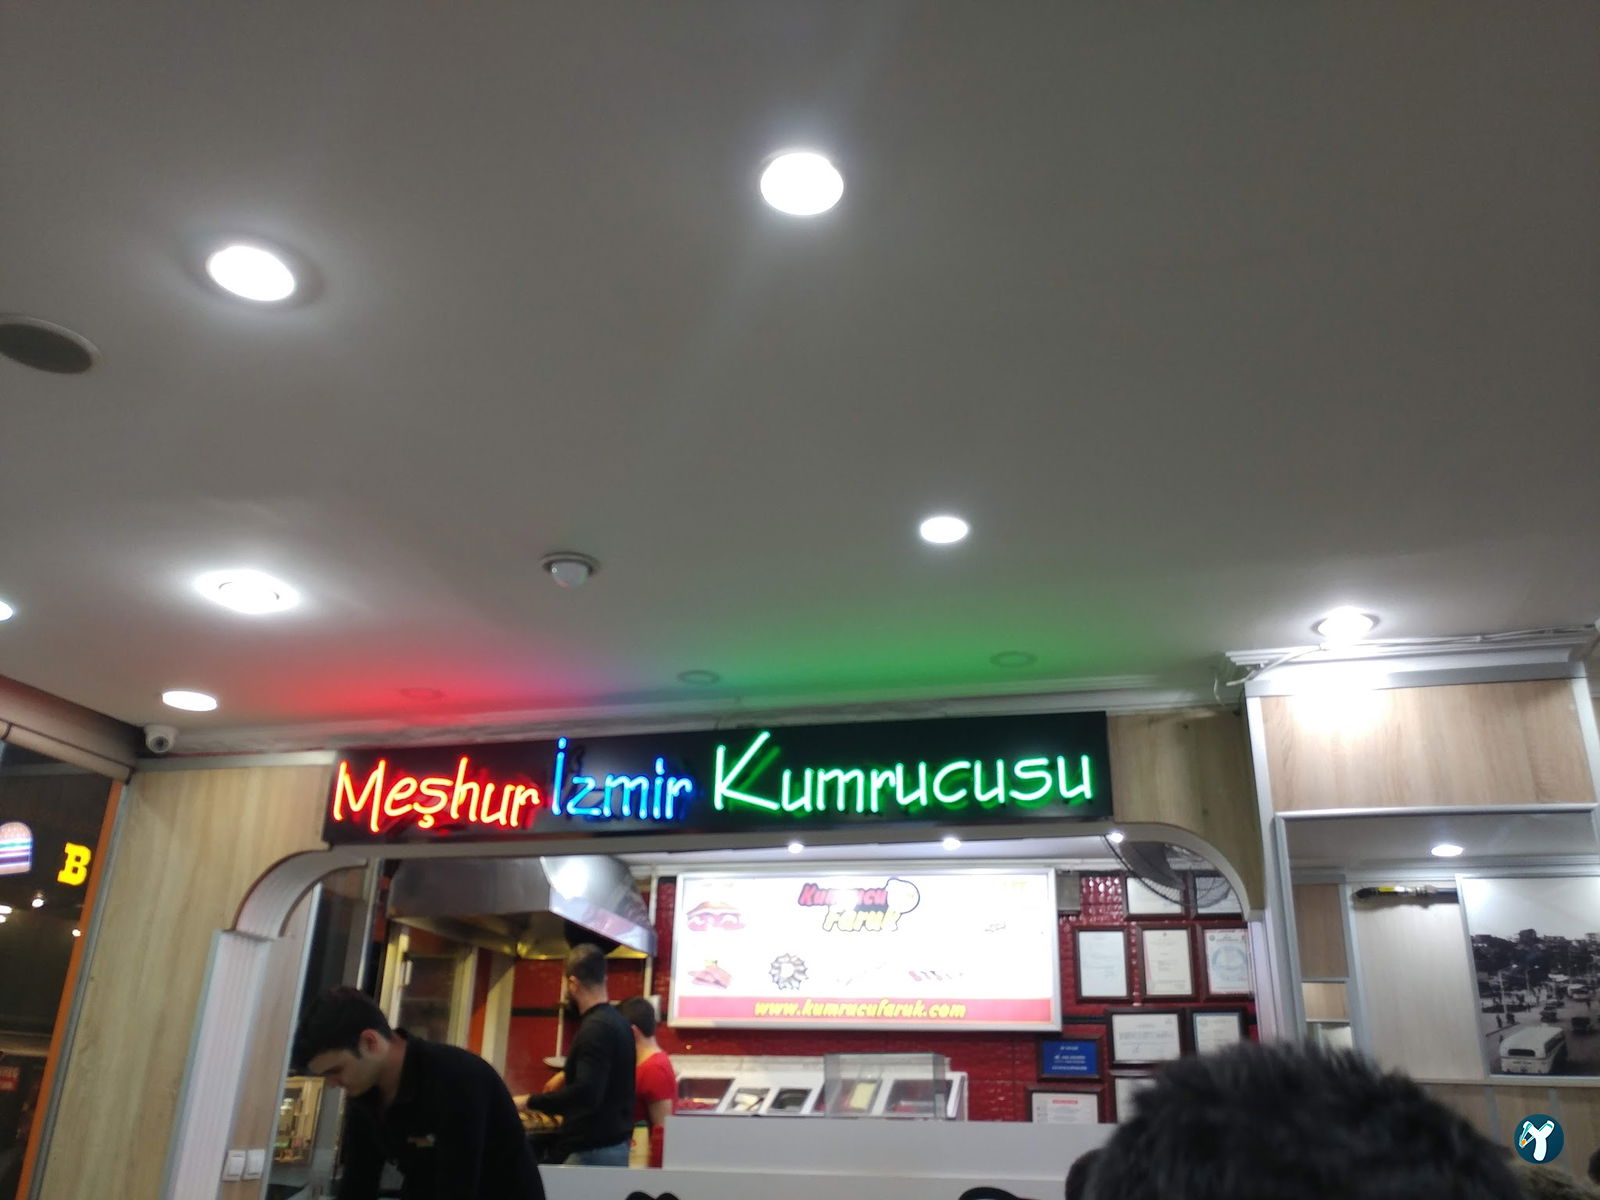 Meşhur İzmir Kumrucusu
Kumrucu
Faruk
www.kumrucufaruk.com
B